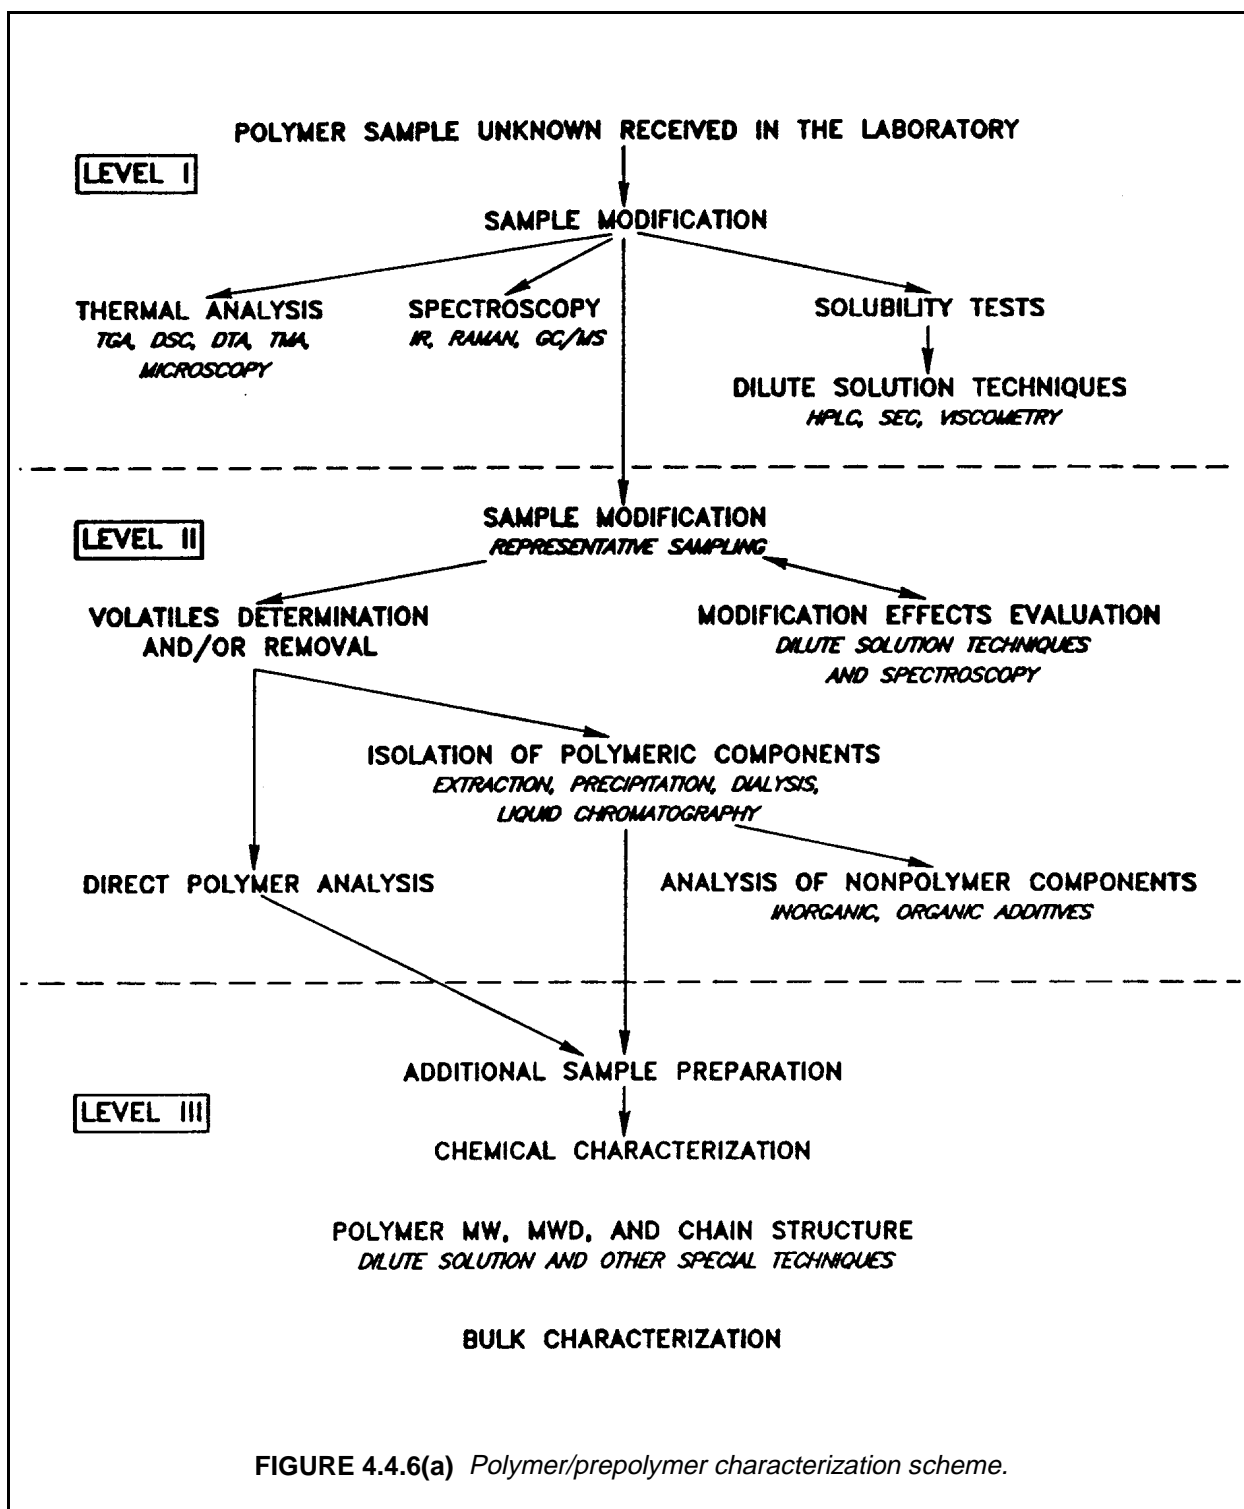 POLYMER SAMPLE UNKNOWN RECEIVED IN THE LABORATORY
LEVEL I
SAMPLE MODIFICATION
THERMAL ANALYSIS
TGA, DSC, DTA, TMA,
MICROSCOPY
SPECTROSCOPY
IR, RAMAN, GC/MS
SOLUBILITY TESTS
DILUTE SOLUTION TECHNIQUES
HPLC, SEC, VISCOMETRY
LEVEL II
SAMPLE MODIFICATION
REPRESENTATIVE SAMPLING
VOLATILES DETERMINATION
AND/OR REMOVAL
MODIFICATION EFFECTS EVALUATION
DILUTE SOLUTION TECHNIQUES
AND SPECTROSCOPY
ISOLATION OF POLYMERIC COMPONENTS
EXTRACTION, PRECIPITATION, DIALYSIS,
LIQUID CHROMATOGRAPHY
DIRECT POLYMER ANALYSIS
ANALYSIS OF NONPOLYMER COMPONENTS
INORGANIC, ORGANIC ADDITIVES
ADDITIONAL SAMPLE PREPARATION
LEVEL III
CHEMICAL CHARACTERIZATION
POLYMER MW, MWD, AND CHAIN STRUCTURE
DILUTE SOLUTION AND OTHER SPECIAL TECHNIQUES
BULK CHARACTERIZATION
FIGURE 4.4.6(a) Polymer/prepolymer characterization scheme.